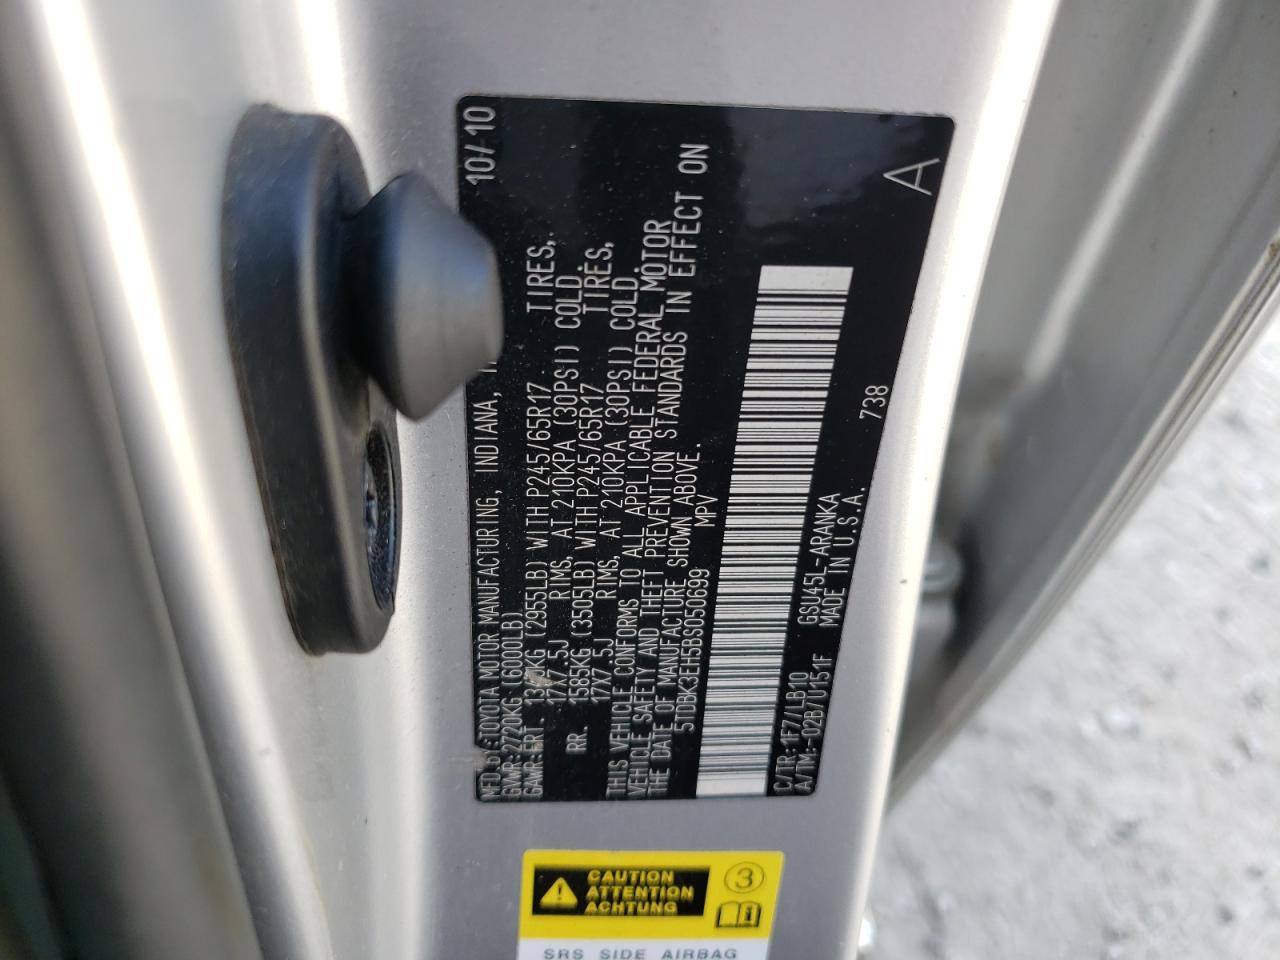 MFD.BY:TOYOTA MOTOR MANUFACTURING, INDIANA, 10/10
GVWR:2720KG (6000LB)
GAWR:FRT. (2955LB) WITH P245/65R17 TIRES,
17X7.5J RIMS, AT 210KPA (30PSI) COLD.
RR. 1585KG (3505LB) WITH P245/65R17 TIRES,
17X7.5J RIMS, AT 210KPA (30PSI) COLD.
THIS VEHICLE CONFORMS TO ALL APPLICABLE FEDERAL MOTOR
VEHICLE SAFETY AND THEFT PREVENTION STANDARDS IN EFFECT ON
THE DATE OF MANUFACTURE SHOWN ABOVE.
5TDBK3EH5BS050699 MPV
C/TR:1F7/LB10 GSU45L-ARANKA
A/TM:-02B/U151F MADE IN U.S.A. 738
A
CAUTION
ATTENTION
ACHTUNG
3
SRS SIDE AIRBAG